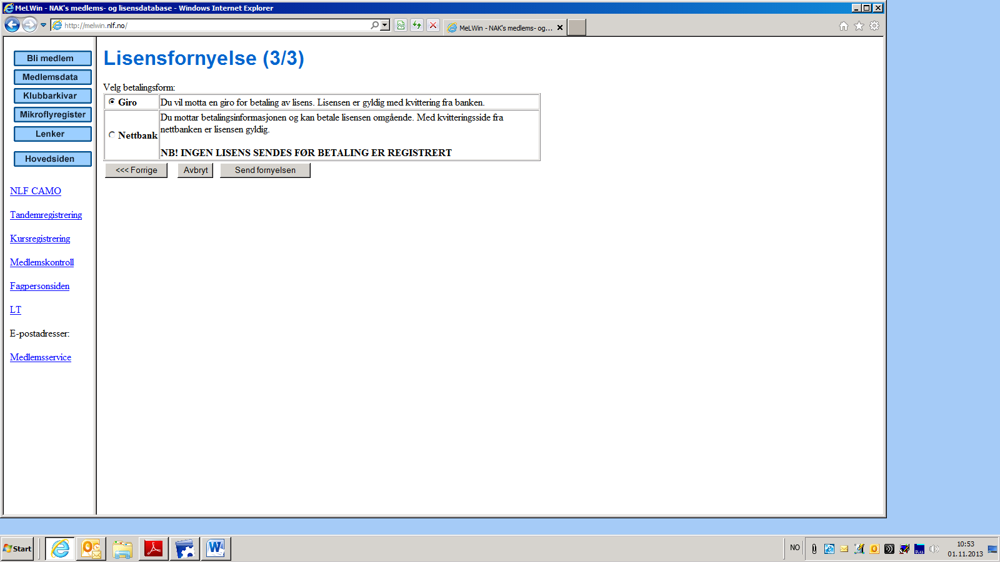 MeLWin - NAK's medlems- og lisensdatabase - Windows Internet Explorer
http://melwin.nlf.no/
MeLWin - NAK's medlems- og...
Bli medlem
Medlemsdata
Klubbarkivar
Mikroflyregister
Lenker
Hovedsiden
NLF CAMO
Tandemregistrering
Kursregistrering
Medlemskontroll
Fagpersonsiden
LT
E-postadresser:
Medlemsservice
Lisensfornyelse (3/3)
Velg betalingsform:
Giro Du vil motta en giro for betaling av lisens. Lisensen er gyldig med kvittering fra banken.
Nettbank Du mottar betalingsinformasjonen og kan betale lisensen omgående. Med kvitteringsside fra
nettbanken er lisensen gyldig.
NB! INGEN LISENS SENDES FØR BETALING ER REGISTRERT
<<< Forrige Avbryt Send fornyelsen
Start
NO
10:53
01.11.2013